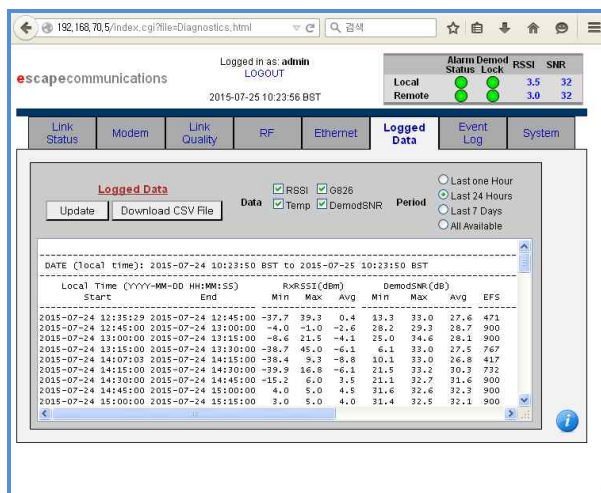 192,168,70,5/index.cgi?file=Diagnostics,html
검색
escapecommunications
Logged in as: admin
LOGOUT
2015-07-25 10:23:56 BST
Alarm Status Demod Lock RSSI SNR
Local 3.5 32
Remote 3.0 32
Link Status Modem Link Quality RF Ethernet Logged Data Event Log System
Logged Data
Update Download CSV File
Data RSSI G826
Temp DemodSNR
Period Last one Hour
Last 24 Hours
Last 7 Days
All Available
DATE (local time): 2015-07-24 10:23:50 BST to 2015-07-25 10:23:50 BST
Local Time (YYYY-MM-DD HH:MM:SS) RxRSSI(dBm) DemodSNR(dB)
Start End Min Max Avg Min Max Avg EFS
2015-07-24 12:35:29 2015-07-24 12:45:00 -37.7 39.3 0.4 13.3 33.0 27.6 471
2015-07-24 12:45:00 2015-07-24 13:00:00 -4.0 -1.0 -2.6 28.2 29.3 28.7 900
2015-07-24 13:00:00 2015-07-24 13:15:00 -8.6 21.5 -4.1 25.0 34.6 28.1 900
2015-07-24 13:15:00 2015-07-24 13:30:00 -38.7 45.0 -6.1 6.1 33.0 27.5 767
2015-07-24 14:07:03 2015-07-24 14:15:00 -38.4 9.3 -8.8 10.1 33.0 26.8 417
2015-07-24 14:15:00 2015-07-24 14:30:00 -39.9 16.8 -6.1 21.5 33.2 30.3 732
2015-07-24 14:30:00 2015-07-24 14:45:00 -15.2 6.0 3.5 21.1 32.7 31.6 900
2015-07-24 14:45:00 2015-07-24 15:00:00 4.0 5.0 4.5 31.6 32.6 32.3 900
2015-07-24 15:00:00 2015-07-24 15:15:00 3.0 5.0 4.0 31.4 32.5 32.1 900